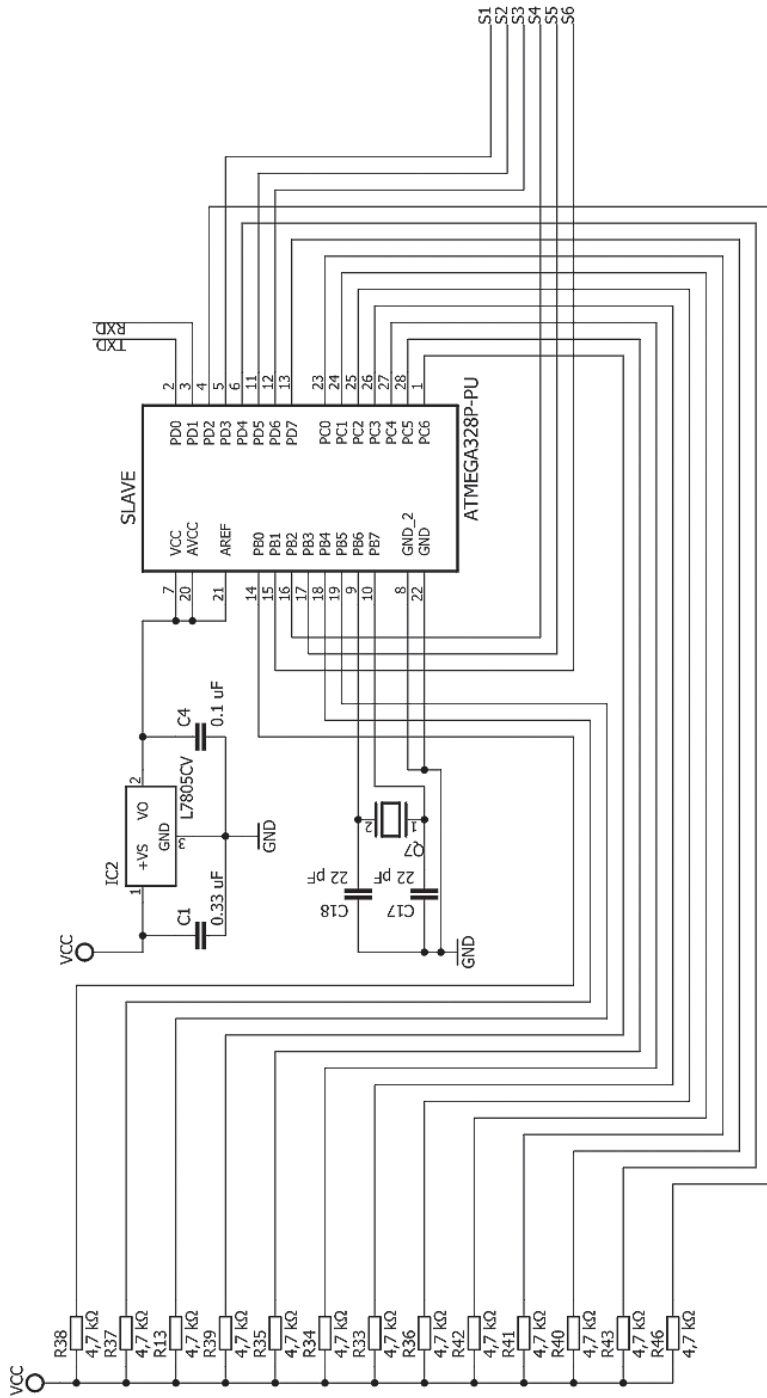 S1
S2
S3
S4
S5
S6
TXD
RXD
SLAVE
ATMEGA328P-PU
VCC
AVCC
AREF
PB0
PB1
PB2
PB3
PB4
PB5
PB6
PB7
GND_2
GND
PD0
PD1
PD2
PD3
PD4
PD5
PD6
PD7
PC0
PC1
PC2
PC3
PC4
PC5
PC6
7
20
21
14
15
16
17
18
19
9
10
8
22
2
3
4
5
6
11
12
13
23
24
25
26
27
28
1
VCC
IC2
L7805CV
+VS
VO
GND
1
2
3
C1
0.33 uF
C4
0.1 uF
GND
C18
22 pF
C17
22 pF
Q7
2
1
GND
VCC
R38
4,7 kΩ
R37
4,7 kΩ
R13
4,7 kΩ
R39
4,7 kΩ
R35
4,7 kΩ
R34
4,7 kΩ
R33
4,7 kΩ
R36
4,7 kΩ
R42
4,7 kΩ
R41
4,7 kΩ
R40
4,7 kΩ
R43
4,7 kΩ
R46
4,7 kΩ